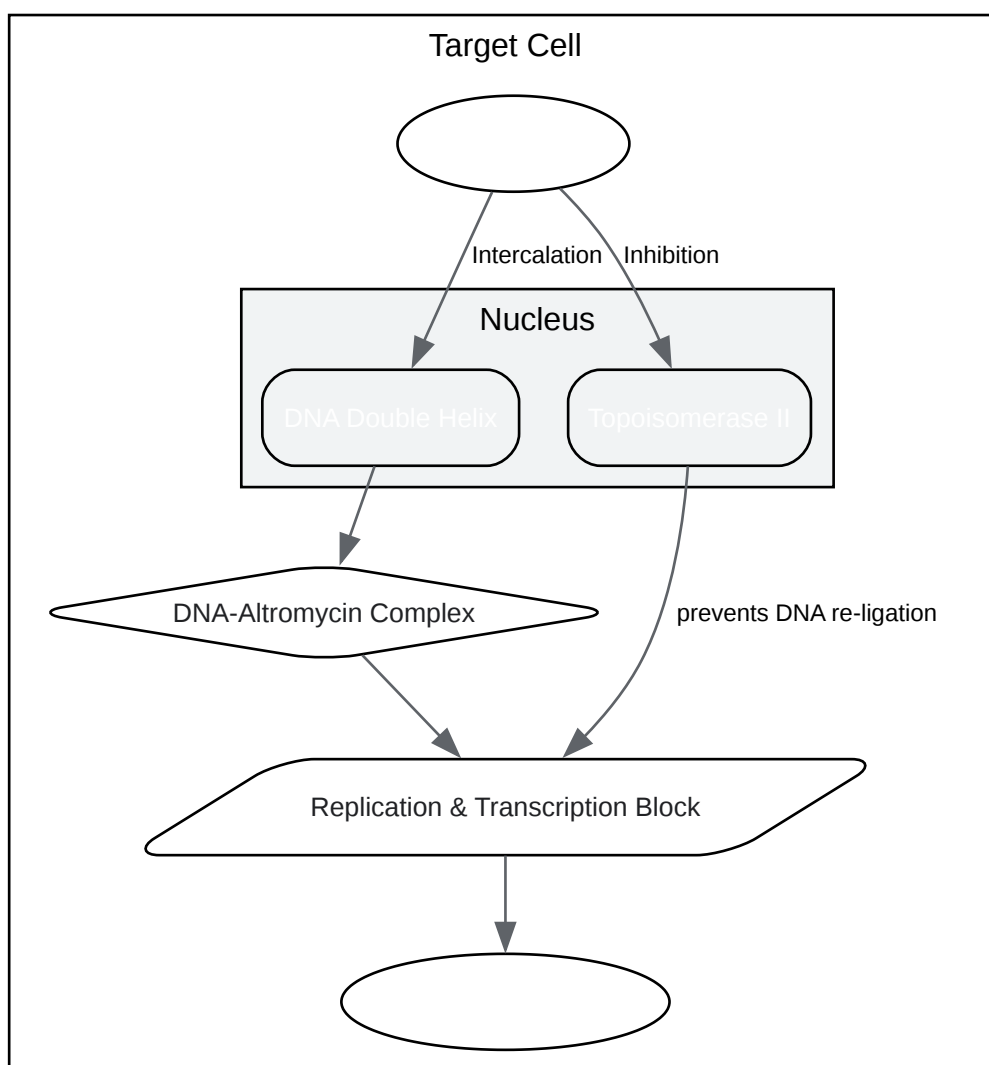 Target Cell
Intercalation
Inhibition
Nucleus
DNA Double Helix
Topoisomerase II
DNA-Altromycin Complex
prevents DNA re-ligation
Replication & Transcription Block